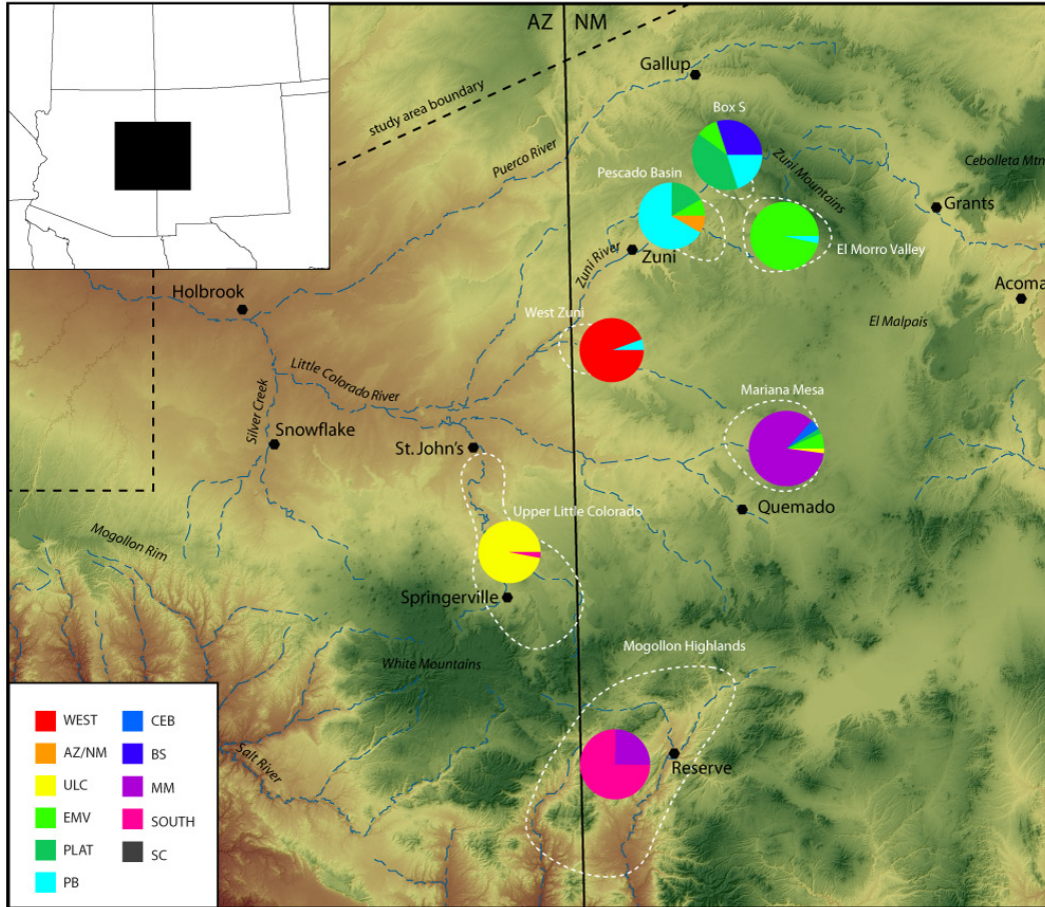 AZ NM
study area boundary
Gallup
Puerco River
Box S
Zuni Mountains
Cebolleta Mtn
Pescado Basin
Grants
Zuni
El Morro Valley
Zuni River
Acoma
Holbrook
West Zuni
El Malpais
Little Colorado River
Silver Creek
Mariana Mesa
Snowflake
St. John's
Quemado
Upper Little Colorado
Mogollon Rim
Springerville
White Mountains
Mogollon Highlands
Reserve
Salt River
WEST
AZ/NM
ULC
EMV
PLAT
PB
CEB
BS
MM
SOUTH
SC